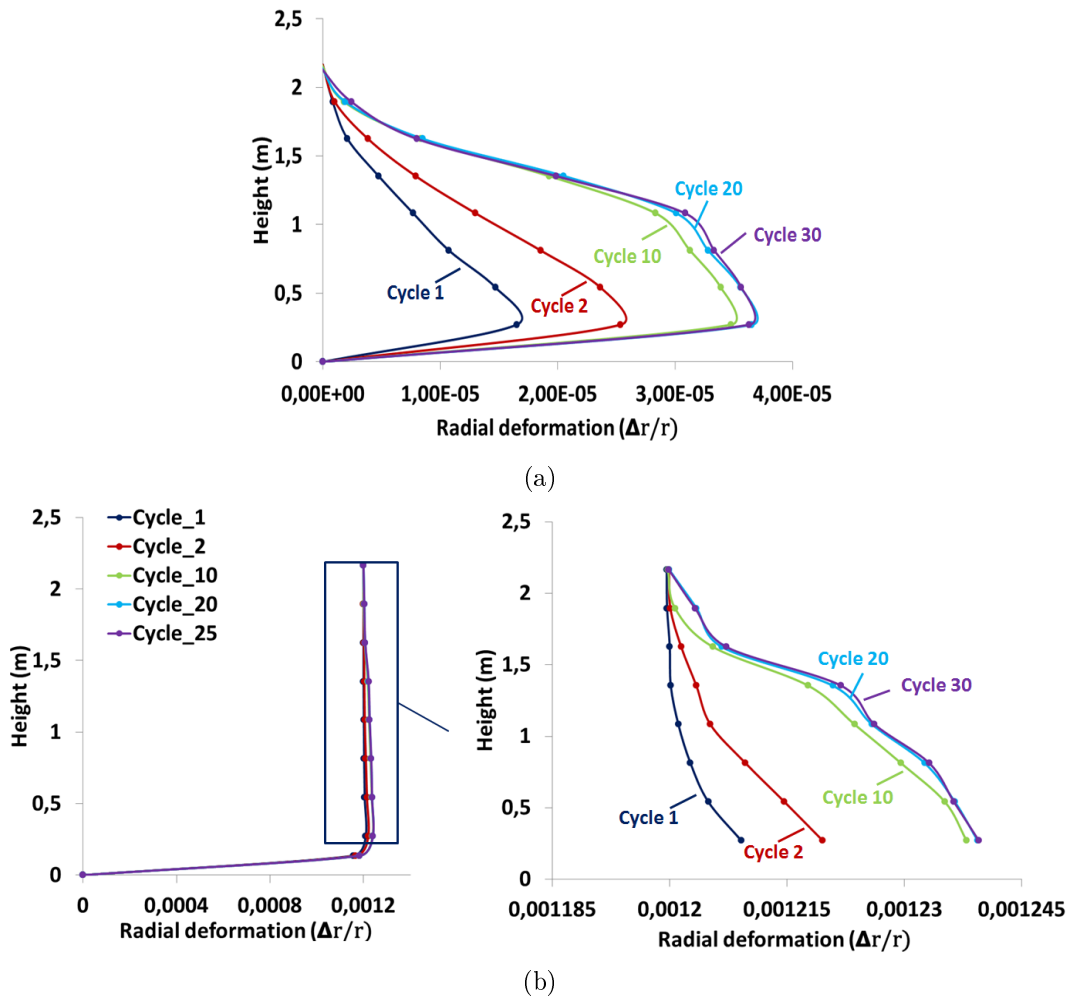 2,5
2
1,5
1
0,5
0
Height (m)
Cycle 1
Cycle 2
Cycle 10
Cycle 20
Cycle 30
0,00E+00 1,00E-05 2,00E-05 3,00E-05 4,00E-05
Radial deformation (Δr/r)
(a)
2,5
2
1,5
1
0,5
0
Height (m)
Cycle_1
Cycle_2
Cycle_10
Cycle_20
Cycle_25
0 0,0004 0,0008 0,0012
Radial deformation (Δr/r)
2,5
2
1,5
1
0,5
0
Height (m)
Cycle 20
Cycle 30
Cycle 10
Cycle 1
Cycle 2
0,001185 0,0012 0,001215 0,00123 0,001245
Radial deformation (Δr/r)
(b)